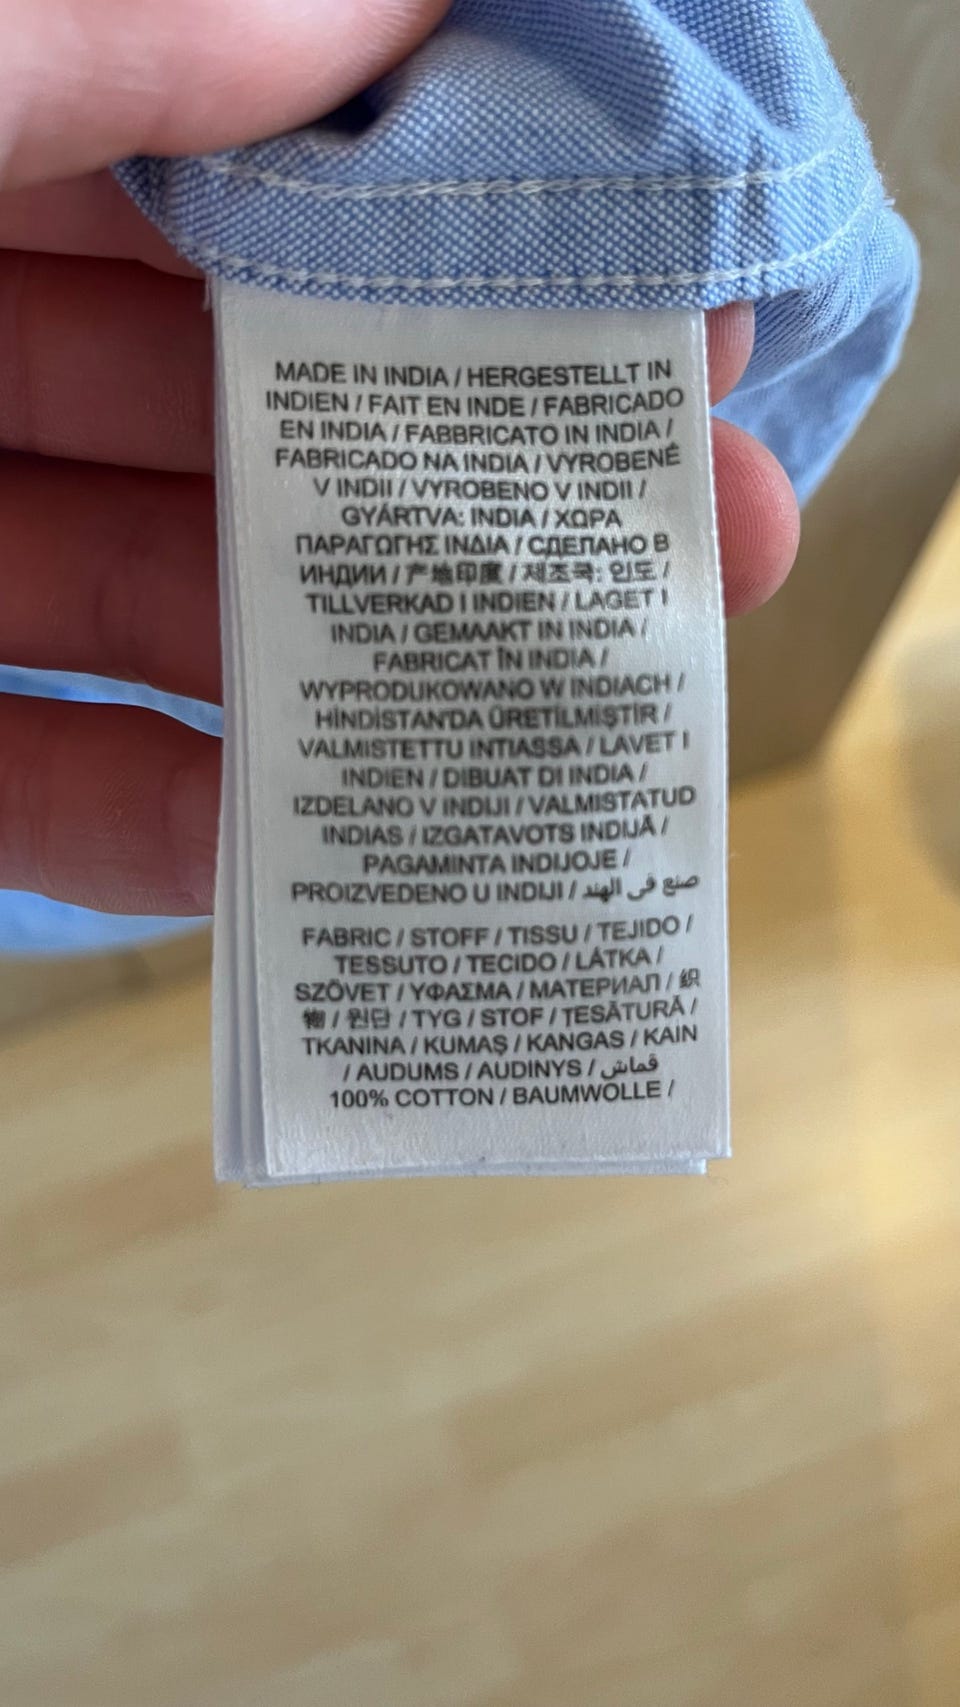 MADE IN INDIA / HERGESTELLT IN
INDIEN / FAIT EN INDE / FABRICADO
EN INDIA / FABBRICATO IN INDIA /
FABRICADO NA INDIA / VYROBENÉ
V INDII / VYROBENO V INDII /
GYÁRTVA: INDIA / ΧΩΡΑ
ΠΑΡΑΓΩΓΗΣ ΙΝΔΙΑ / СДЕЛАНО В
ИНДИИ / 产地印度 / 제조국: 인도 /
TILLVERKAD I INDIEN / LAGET I
INDIA / GEMAAKT IN INDIA /
FABRICAT ÎN INDIA /
WYPRODUKOWANO W INDIACH /
HİNDİSTAN'DA ÜRETİLMİŞTİR /
VALMISTETTU INTIASSA / LAVET I
INDIEN / DIBUAT DI INDIA /
IZDELANO V INDIJI / VALMISTATUD
INDIAS / IZGATAVOTS INDIJĀ /
PAGAMINTA INDIJOJE /
PROIZVEDENO U INDIJI / صنع في الهند
FABRIC / STOFF / TISSU / TEJIDO /
TESSUTO / TECIDO / LÁTKA /
SZÖVET / ΥΦΑΣΜΑ / МАТЕРИАЛ / 织
物 / 원단 / TYG / STOF / ȚESĂTURĂ /
TKANINA / KUMAŞ / KANGAS / KAIN
/ AUDUMS / AUDINYS / قماش
100% COTTON / BAUMWOLLE /